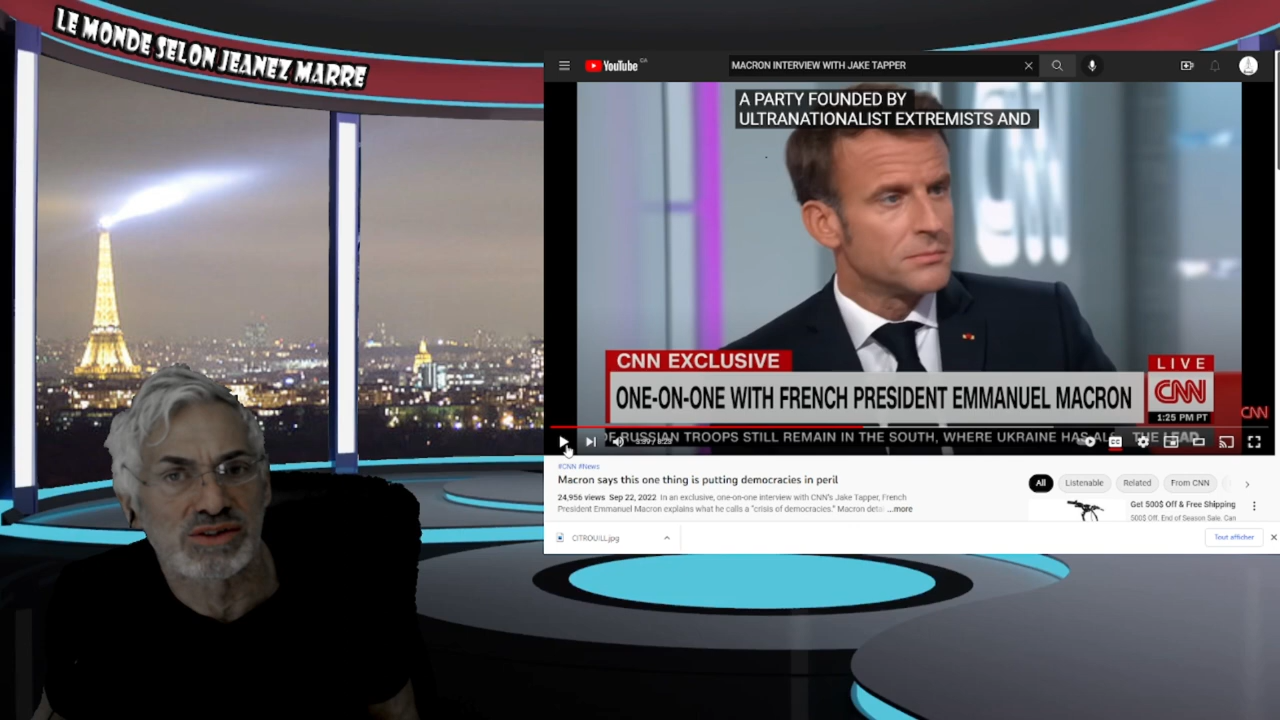 LE MONDE SELON JEANEZ MARRE
YouTube CA
MACRON INTERVIEW WITH JAKE TAPPER
A PARTY FOUNDED BY
ULTRANATIONALIST EXTREMISTS AND
CNN EXCLUSIVE
ONE-ON-ONE WITH FRENCH PRESIDENT EMMANUEL MACRON
LIVE
CNN
1:25 PM PT
CNN
OF RUSSIAN TROOPS STILL REMAIN IN THE SOUTH, WHERE UKRAINE HAS
THE LEAD
#CNN #News
Macron says this one thing is putting democracies in peril
24,956 views Sep 22, 2022 In an exclusive, one-on-one interview with CNN's Jake Tapper, French
President Emmanuel Macron explains what he calls a "crisis of democracies." Macron ...more
All
Listenable
Related
From CNN
Get 500$ Off & Free Shipping
500$ Off. End of Season Sale. Can
CITROUILL.jpg
Tout afficher